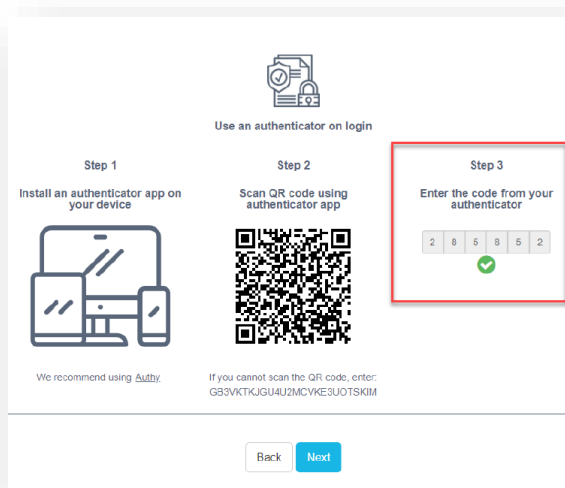 Use an authenticator on login
Step 1
Install an authenticator app on
your device
We recommend using Authy
Step 2
Scan QR code using
authenticator app
If you cannot scan the QR code, enter:
GB3VKTKJGU4U2MCVKE3UOTSKIM
Step 3
Enter the code from your
authenticator
2 8 5 8 5 2
Back Next